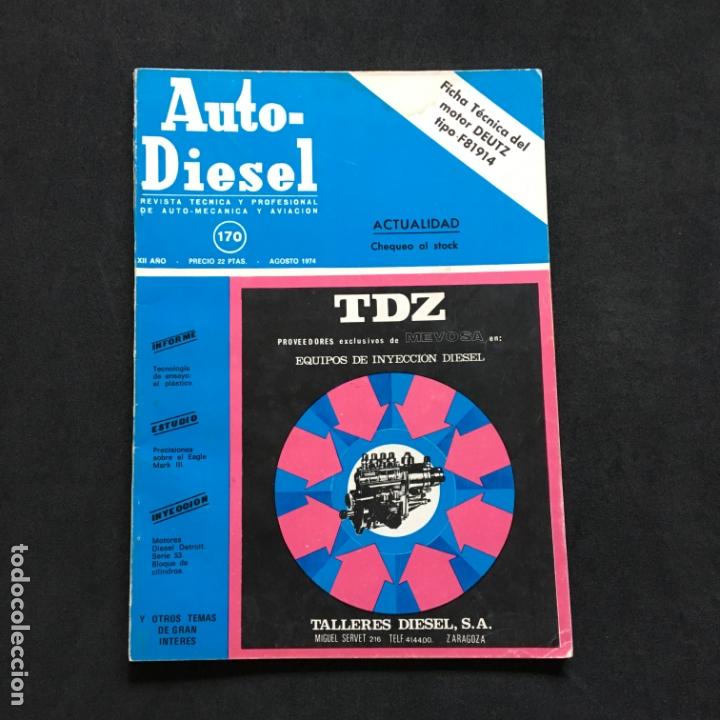 Auto-
Diesel
REVISTA TECNICA Y PROFESIONAL
DE AUTO-MECANICA Y AVIACION
170
XII AÑO - PRECIO 22 PTAS. - AGOSTO 1974
Ficha Técnica del
motor DEUTZ
tipo F81914
ACTUALIDAD
Chequeo al stock
INFORME
Tecnología
de ensayo:
el plástico.
ESTUDIO
Precisiones
sobre el Eagle
Mark III.
INYECCION
Motores
Diesel Detroit.
Serie 53
Bloque de
cilindros.
Y OTROS TEMAS
DE GRAN
INTERES
TDZ
PROVEEDORES exclusivos de MEVOSA en:
EQUIPOS DE INYECCION DIESEL
TALLERES DIESEL, S.A.
MIGUEL SERVET 216 TELF. 41.44.00. ZARAGOZA
todocoleccion